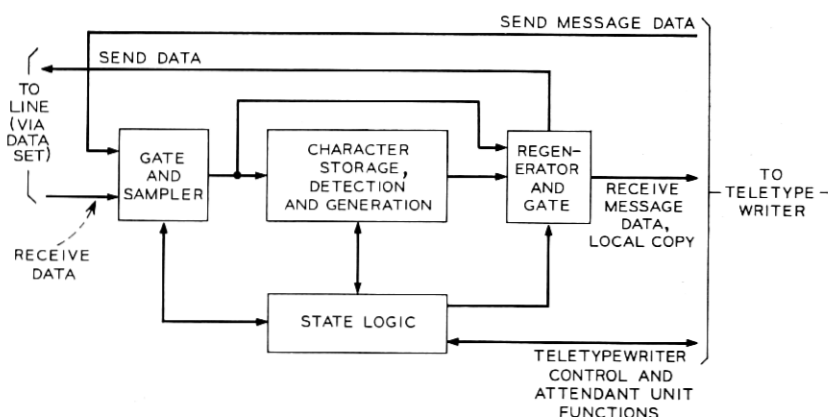 SEND MESSAGE DATA
SEND DATA
TO
LINE
(VIA
DATA
SET)
GATE
AND
SAMPLER
CHARACTER
STORAGE,
DETECTION
AND GENERATION
REGEN-
ERATOR
AND
GATE
TO
TELETYPE
WRITER
RECEIVE
MESSAGE
DATA,
LOCAL COPY
RECEIVE
DATA
STATE LOGIC
TELETYPEWRITER
CONTROL AND
ATTENDANT UNIT
FUNCTIONS